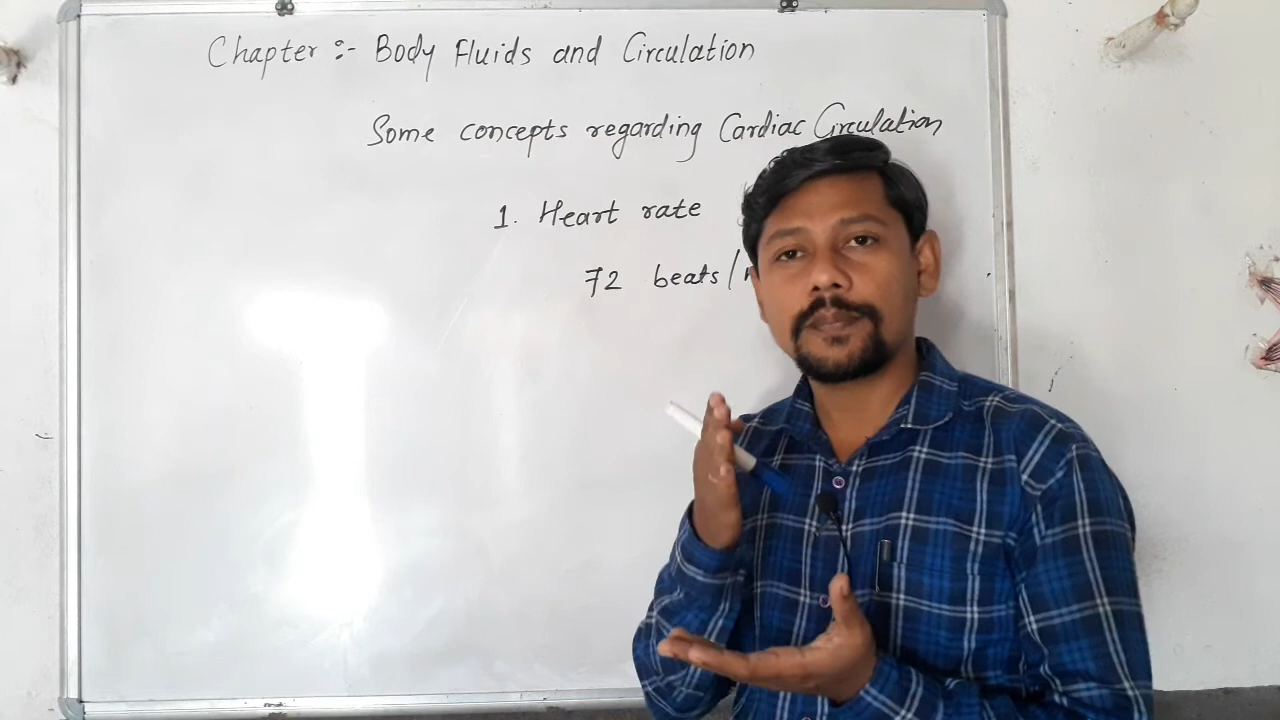 Chapter :- Body Fluids and Circulation
Some concepts regarding Cardiac Circulation
1. Heart rate
72 beats/